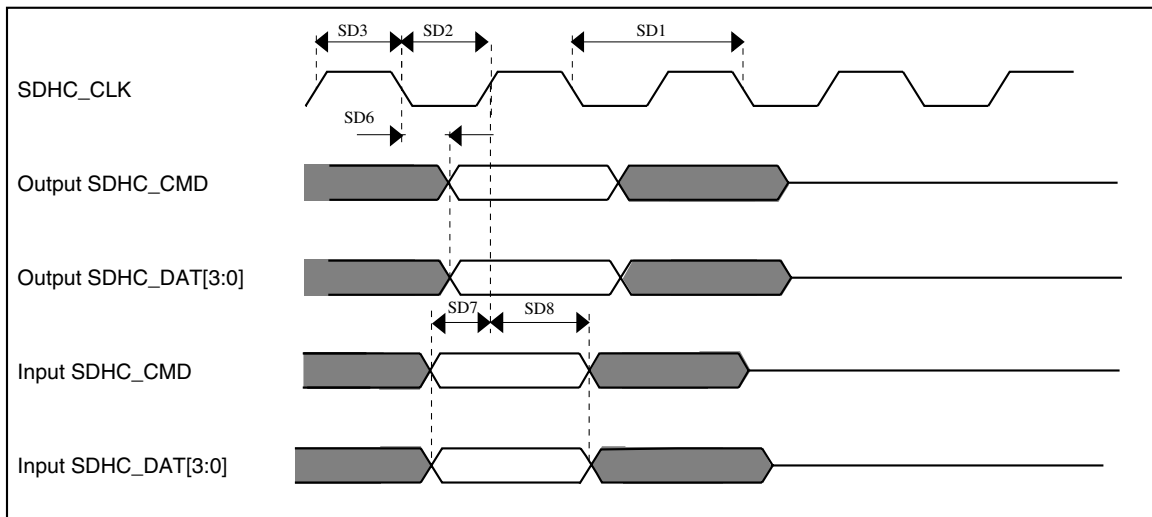 SD3
SD2
SD1
SDHC_CLK
SD6
Output SDHC_CMD
Output SDHC_DAT[3:0]
SD7
SD8
Input SDHC_CMD
Input SDHC_DAT[3:0]